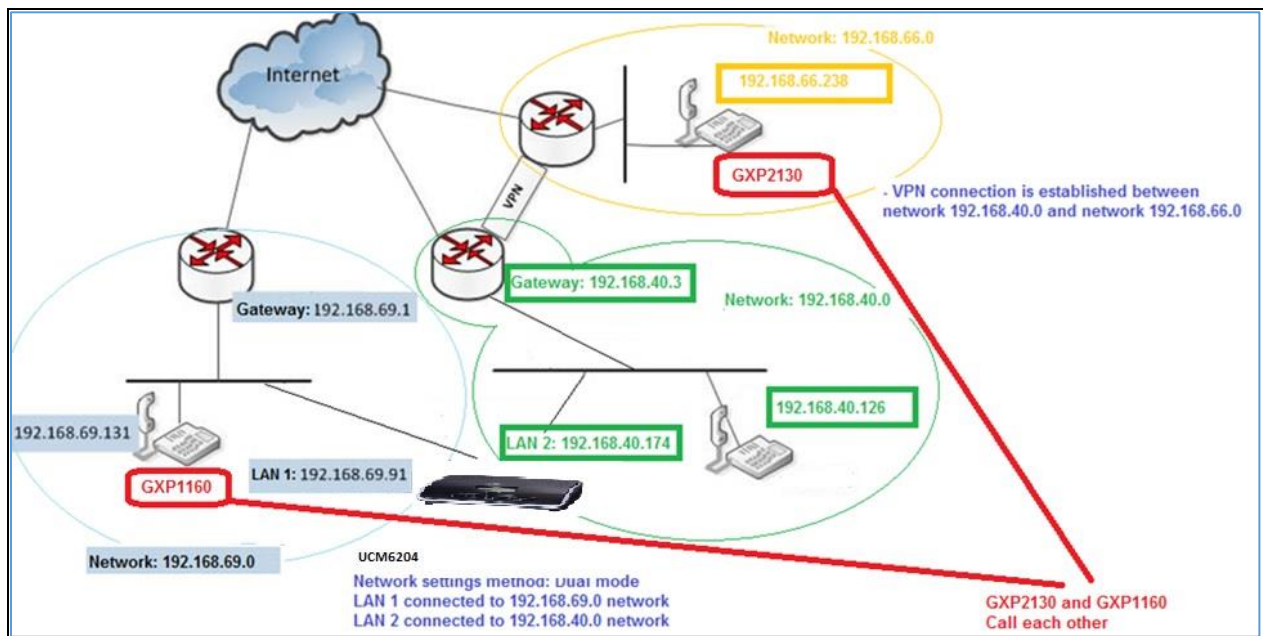 Internet
Network: 192.168.66.0
192.168.66.238
GXP2130
- VPN connection is established between
network 192.168.40.0 and network 192.168.66.0
VPN
Gateway: 192.168.40.3
Network: 192.168.40.0
Gateway: 192.168.69.1
192.168.69.131
GXP1160
LAN 1: 192.168.69.91
LAN 2: 192.168.40.174
192.168.40.126
Network: 192.168.69.0
UCM6204
Network settings method: Dual mode
LAN 1 connected to 192.168.69.0 network
LAN 2 connected to 192.168.40.0 network
GXP2130 and GXP1160
Call each other